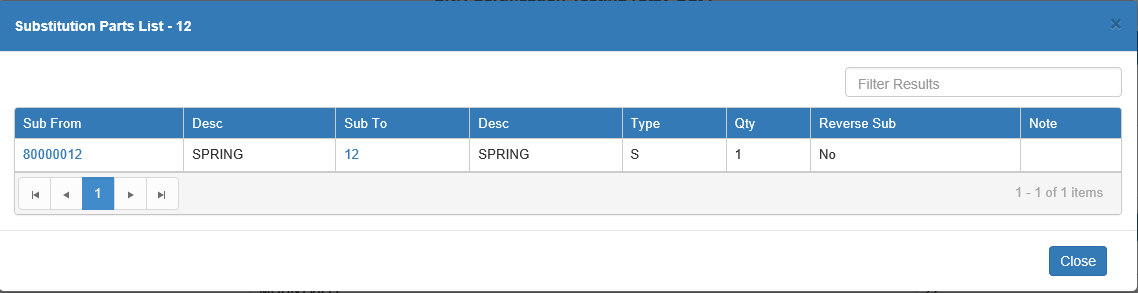 Substitution Parts List - 12
×
Filter Results
Sub From Desc Sub To Desc Type Qty Reverse Sub Note
80000012 SPRING 12 SPRING S 1 No
1 1 - 1 of 1 items
Close